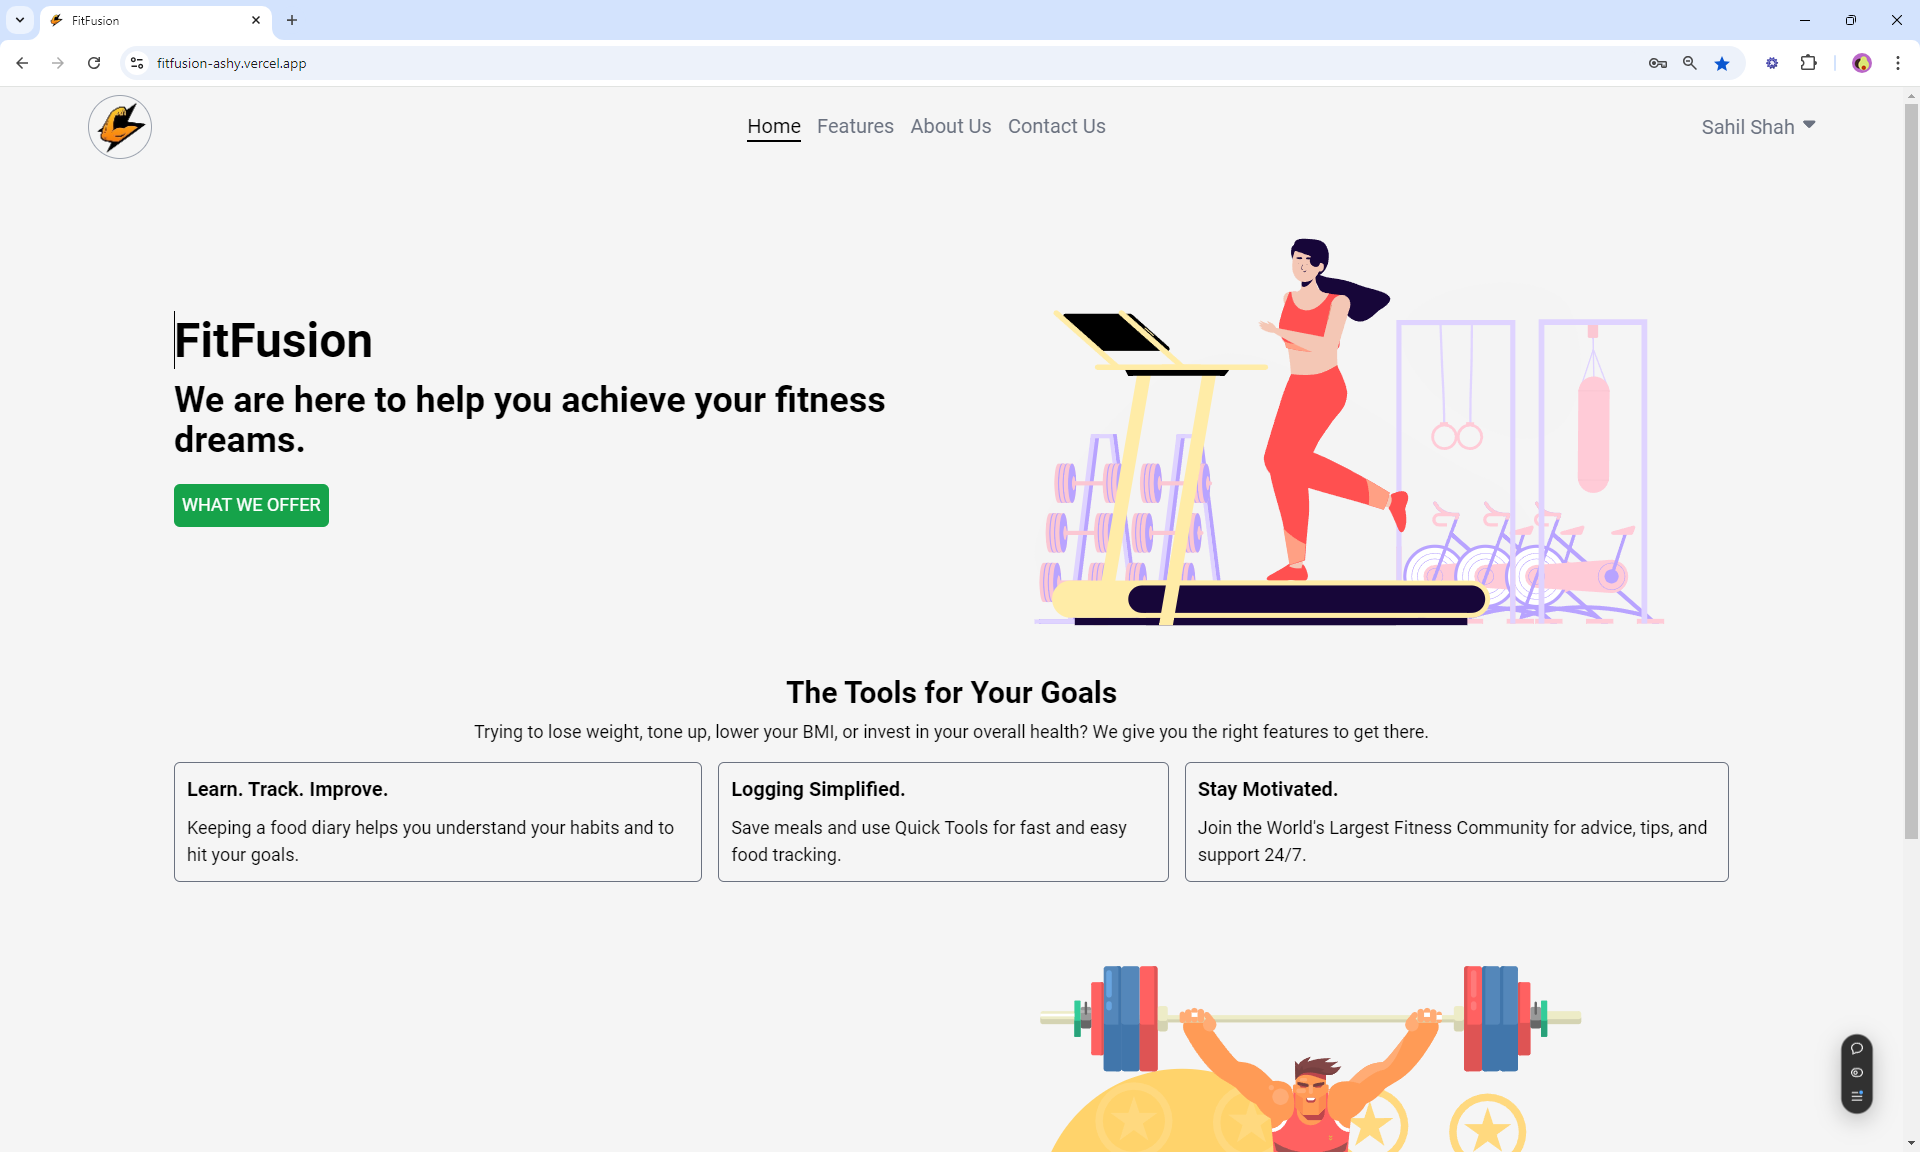 FitFusion
fitfusion-ashy.vercel.app
Home Features About Us Contact Us Sahil Shah
FitFusion
We are here to help you achieve your fitness
dreams.
WHAT WE OFFER
The Tools for Your Goals
Trying to lose weight, tone up, lower your BMI, or invest in your overall health? We give you the right features to get there.
Learn. Track. Improve.
Keeping a food diary helps you understand your habits and to
hit your goals.
Logging Simplified.
Save meals and use Quick Tools for fast and easy
food tracking.
Stay Motivated.
Join the World's Largest Fitness Community for advice, tips, and
support 24/7.